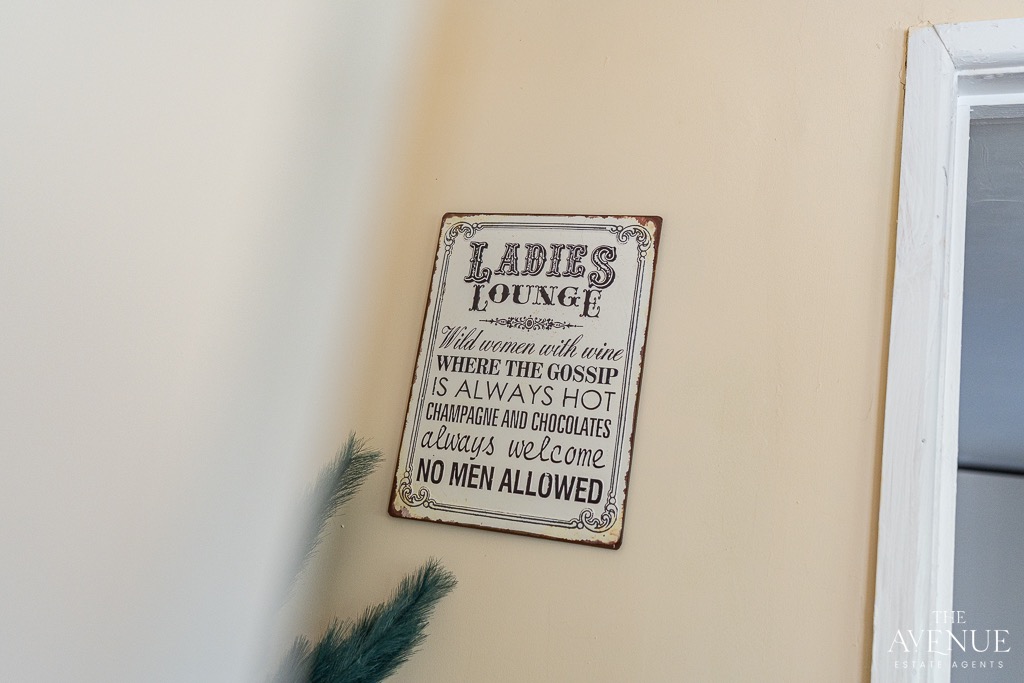 LADIES
LOUNGE
Wild women with wine
WHERE THE GOSSIP
IS ALWAYS HOT
CHAMPAGNE AND CHOCOLATES
always welcome
NO MEN ALLOWED
THE
AVENUE
ESTATE AGENTS